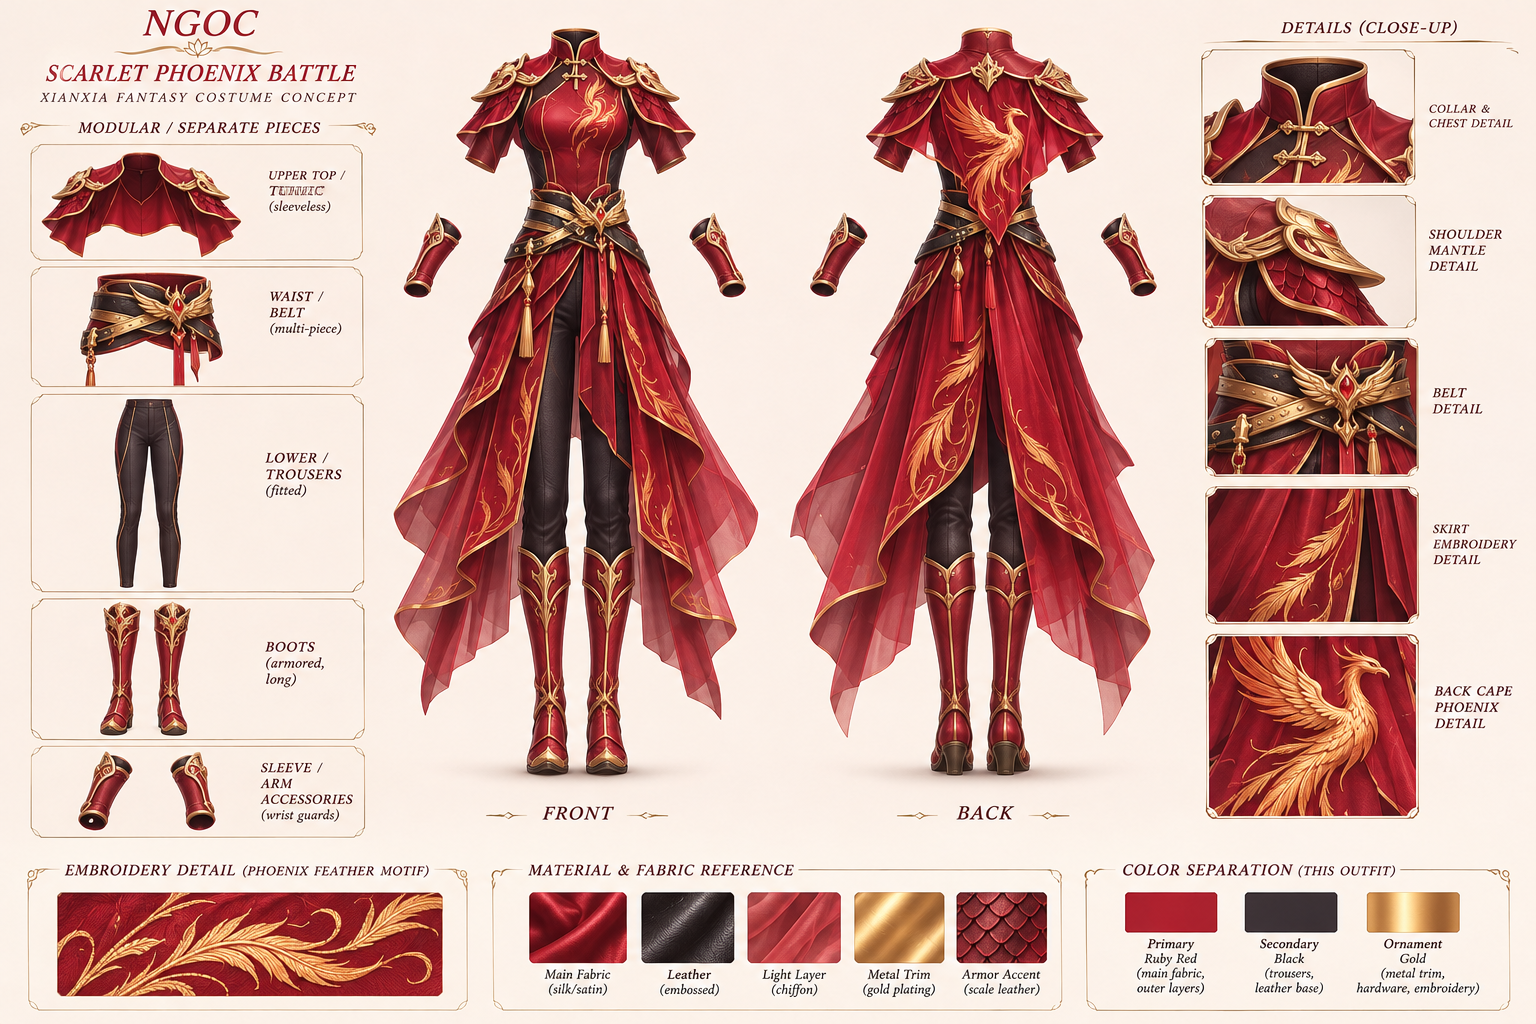 NGOC
SCARLET PHOENIX BATTLE
XIANXIA FANTASY COSTUME CONCEPT
MODULAR / SEPARATE PIECES
UPPER TOP /
(sleeveless)
WAIST /
BELT
(multi-piece)
LOWER /
TROUSERS
(fitted)
BOOTS
(armored,
long)
SLEEVE /
ARM
ACCESSORIES
(wrist guards)
FRONT
BACK
DETAILS (CLOSE-UP)
COLLAR &
CHEST DETAIL
SHOULDER
MANTLE
DETAIL
BELT
DETAIL
SKIRT
EMBROIDERY
DETAIL
BACK CAPE
PHOENIX
DETAIL
EMBROIDERY DETAIL (PHOENIX FEATHER MOTIF)
MATERIAL & FABRIC REFERENCE
Main Fabric
(silk/satin)
Leather
(embossed)
Light Layer
(chiffon)
Metal Trim
(gold plating)
Armor Accent
(scale leather)
COLOR SEPARATION (THIS OUTFIT)
Primary
Ruby Red
(main fabric,
outer layers)
Secondary
Black
(trousers,
leather base)
Ornament
Gold
(metal trim,
hardware, embroidery)